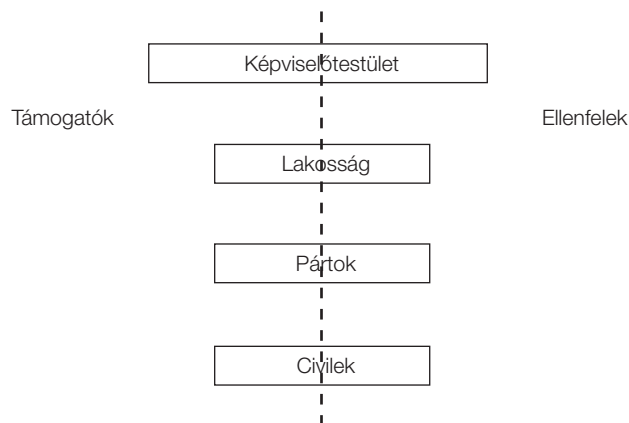 Képviselőtestület
Támogatók
Ellenfelek
Lakosság
Pártok
Civilek